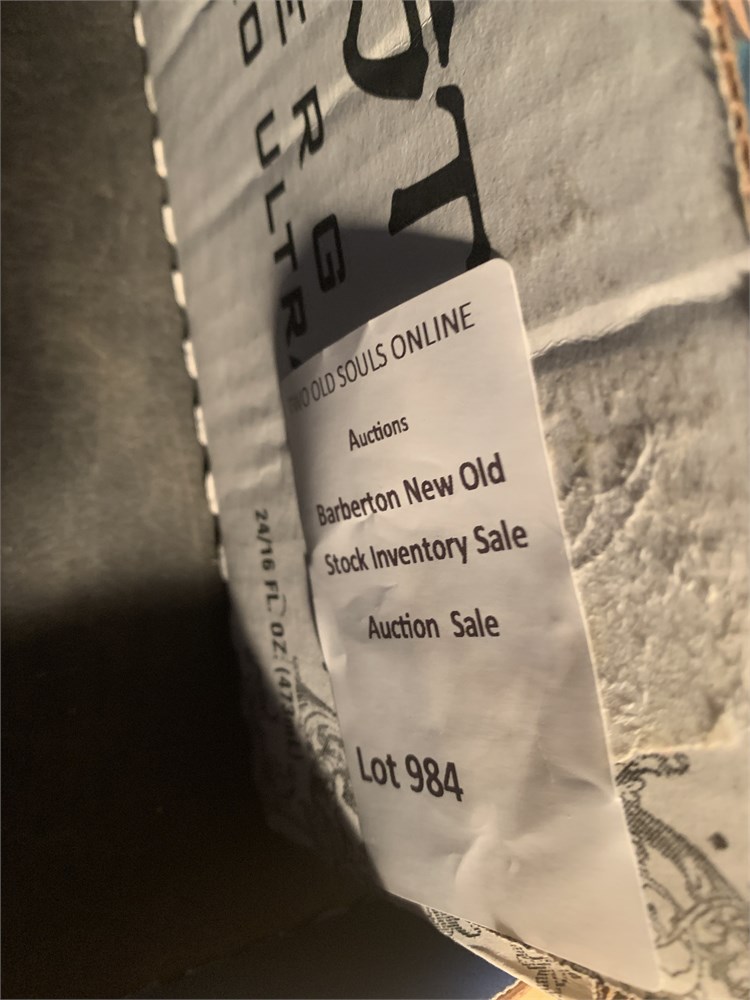 ULTRA
24/16 FL. OZ.
TWO OLD SOULS ONLINE
Auctions
Barberton New Old
Stock Inventory Sale
Auction Sale
Lot 984